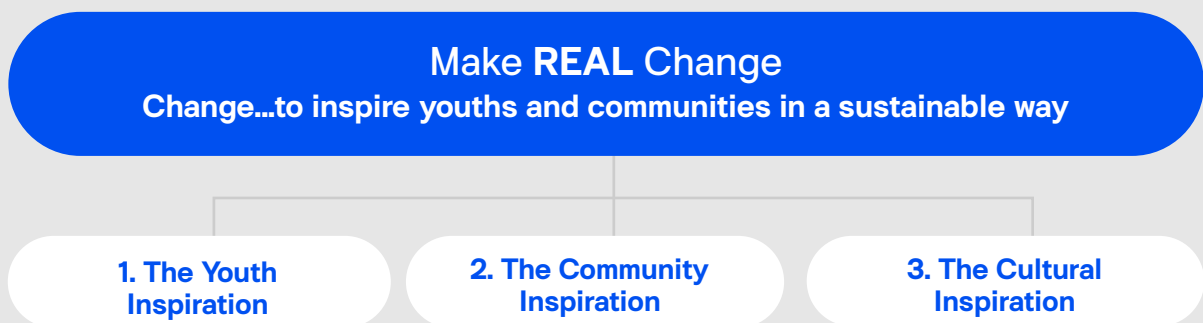 Make REAL Change
Change...to inspire youths and communities in a sustainable way
1. The Youth
Inspiration
2. The Community
Inspiration
3. The Cultural
Inspiration